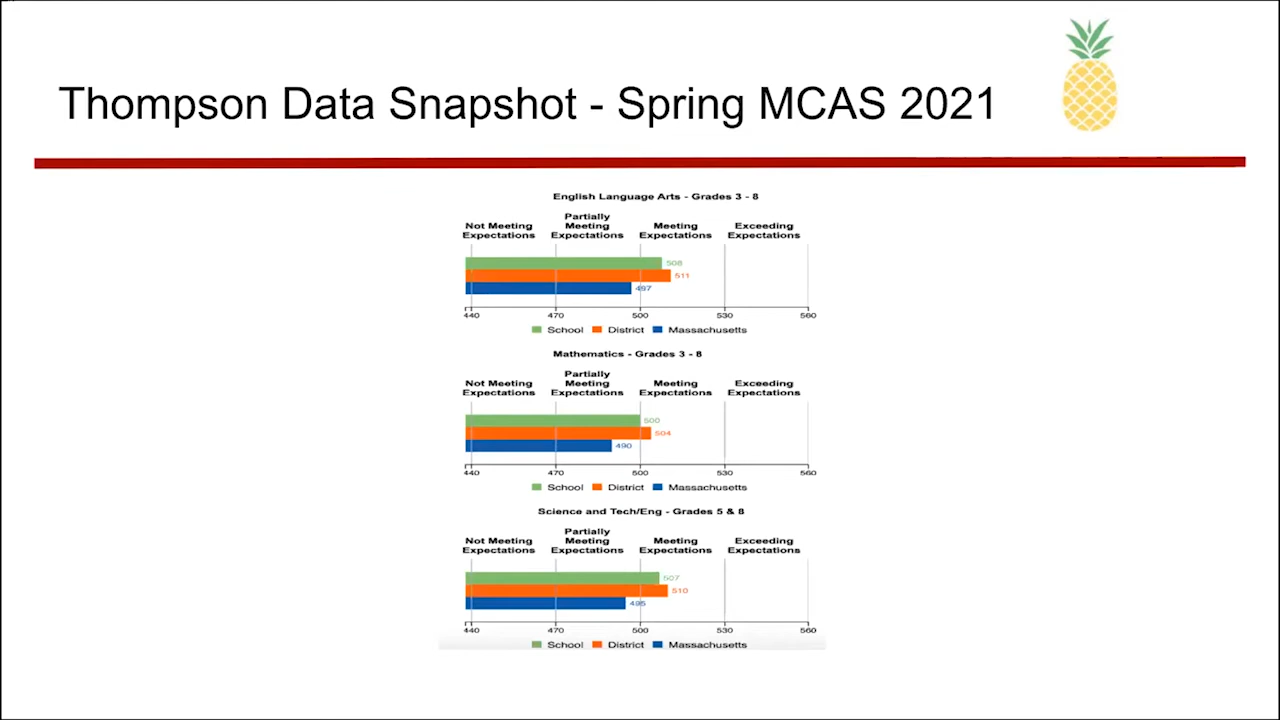 Thompson Data Snapshot - Spring MCAS 2021
English Language Arts - Grades 3 - 8
Not Meeting Expectations
Partially Meeting Expectations
Meeting Expectations
Exceeding Expectations
508
511
497
440 470 500 530 560
School District Massachusetts
Mathematics - Grades 3 - 8
Not Meeting Expectations
Partially Meeting Expectations
Meeting Expectations
Exceeding Expectations
500
504
490
440 470 500 530 560
School District Massachusetts
Science and Tech/Eng - Grades 5 & 8
Not Meeting Expectations
Partially Meeting Expectations
Meeting Expectations
Exceeding Expectations
507
510
495
440 470 500 530 560
School District Massachusetts